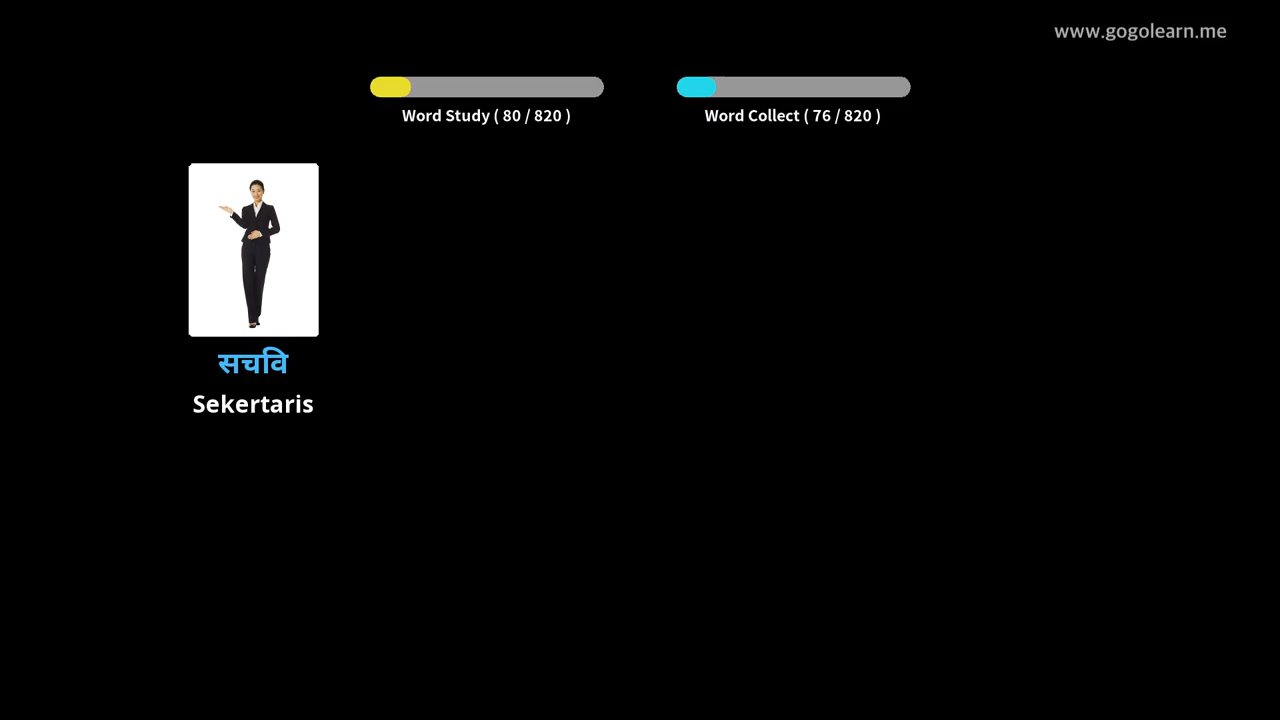 www.gogolearn.me
Word Study ( 80 / 820 )
Word Collect ( 76 / 820 )
सचवि
Sekertaris